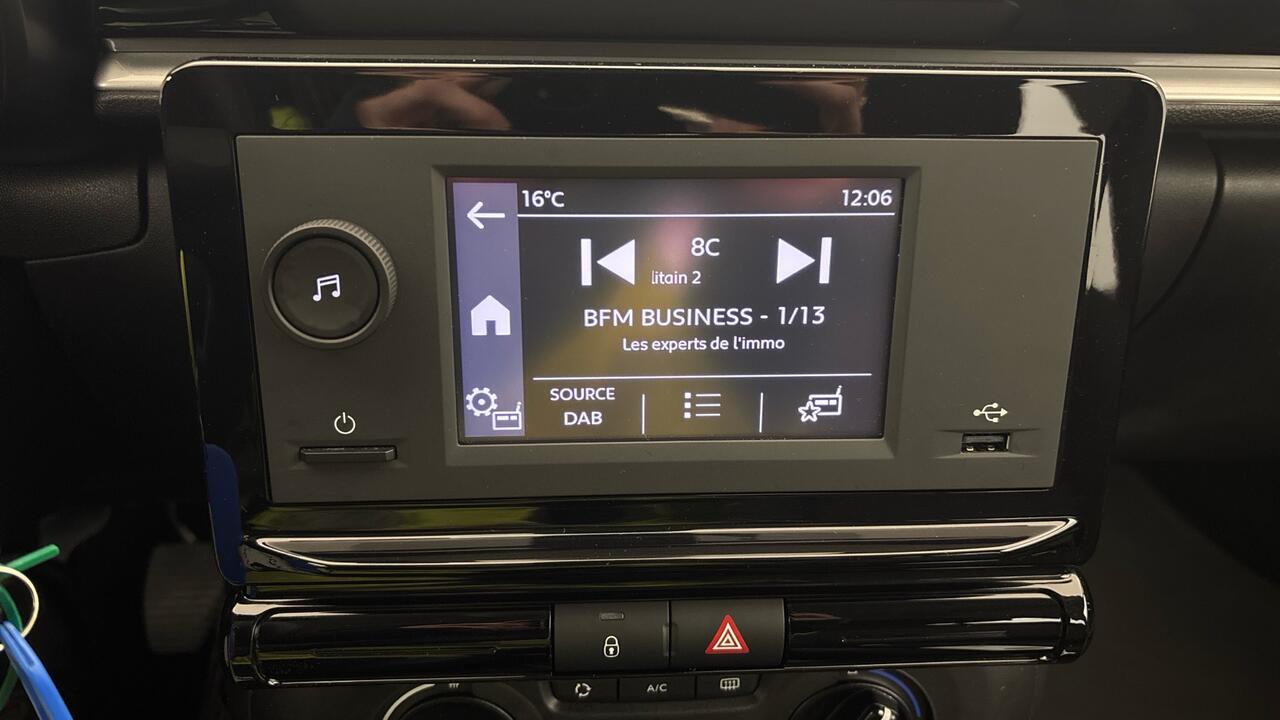 16°C 12:06
8C
litain 2
BFM BUSINESS - 1/13
Les experts de l'immo
SOURCE
DAB
A/C